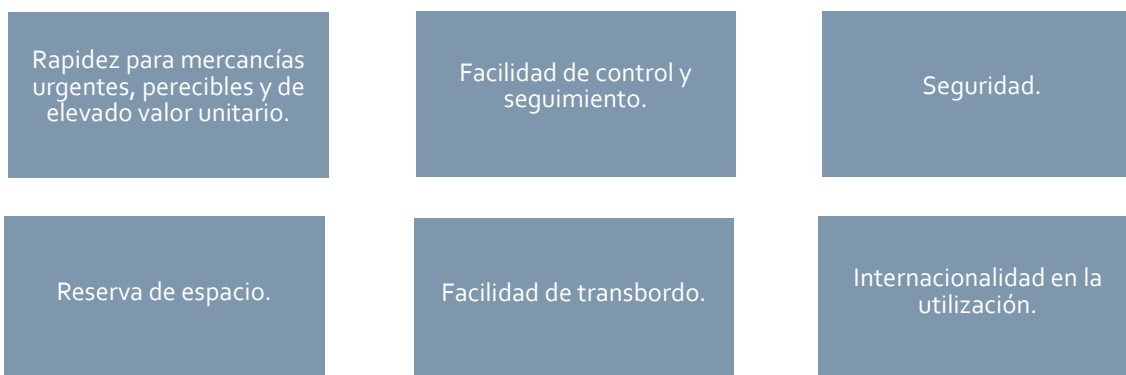 Rapidez para mercancías
urgentes, perecibles y de
elevado valor unitario.
Facilidad de control y
seguimiento.
Seguridad.
Reserva de espacio.
Facilidad de transbordo.
Internacionalidad en la
utilización.